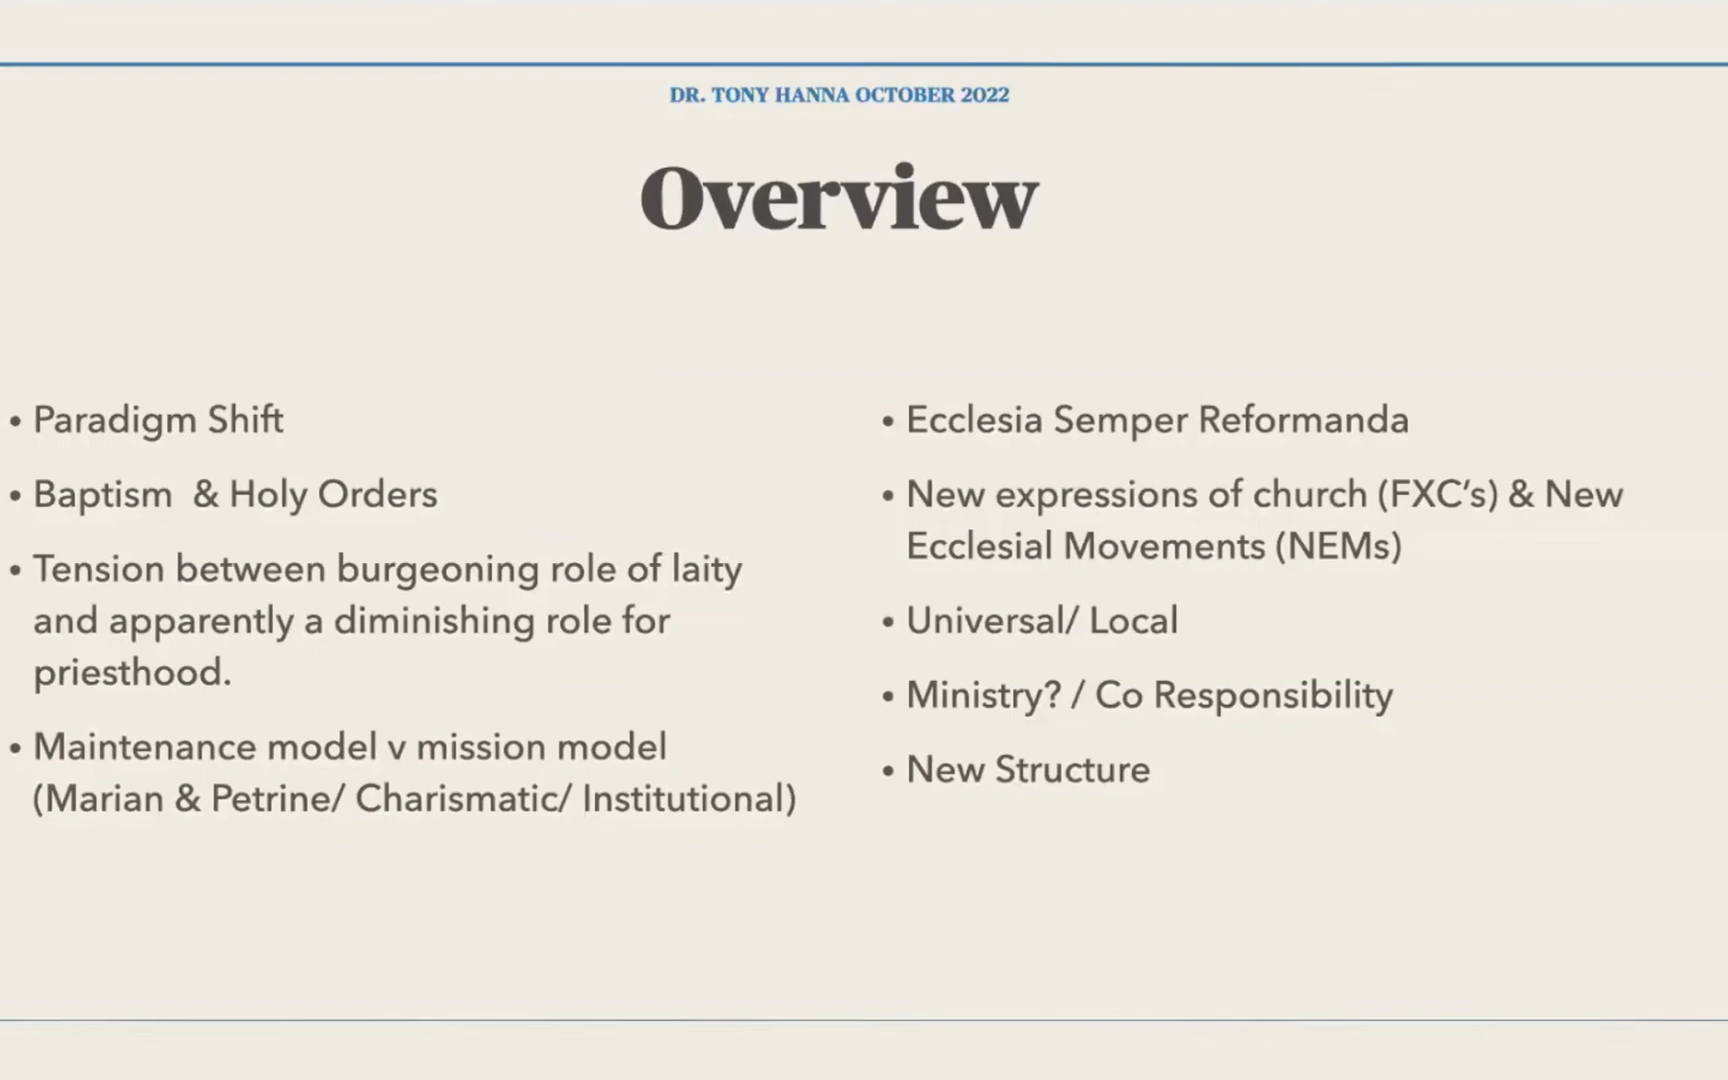 DR. TONY HANNA OCTOBER 2022
Overview
• Paradigm Shift
• Baptism  & Holy Orders
• Tension between burgeoning role of laity
and apparently a diminishing role for
priesthood.
• Maintenance model v mission model
(Marian & Petrine/ Charismatic/ Institutional)
• Ecclesia Semper Reformanda
• New expressions of church (FXC’s) & New
Ecclesial Movements (NEMs)
• Universal/ Local
• Ministry? / Co Responsibility
• New Structure